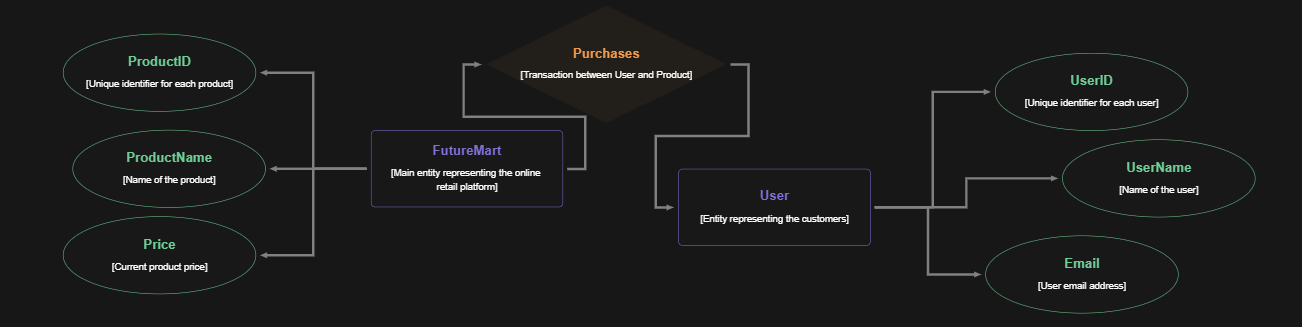 ProductID
[Unique identifier for each product]
ProductName
[Name of the product]
Price
[Current product price]
FutureMart
[Main entity representing the online
retail platform]
Purchases
[Transaction between User and Product]
User
[Entity representing the customers]
UserID
[Unique identifier for each user]
UserName
[Name of the user]
Email
[User email address]